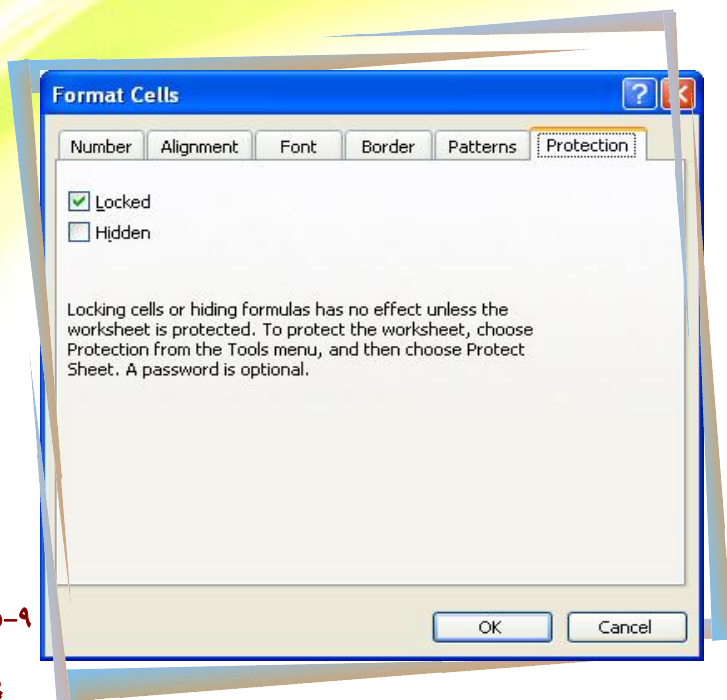 Format Cells
Number Alignment Font Border Patterns Protection
Locked
Hidden
Locking cells or hiding formulas has no effect unless the
worksheet is protected. To protect the worksheet, choose
Protection from the Tools menu, and then choose Protect
Sheet. A password is optional.
OK Cancel